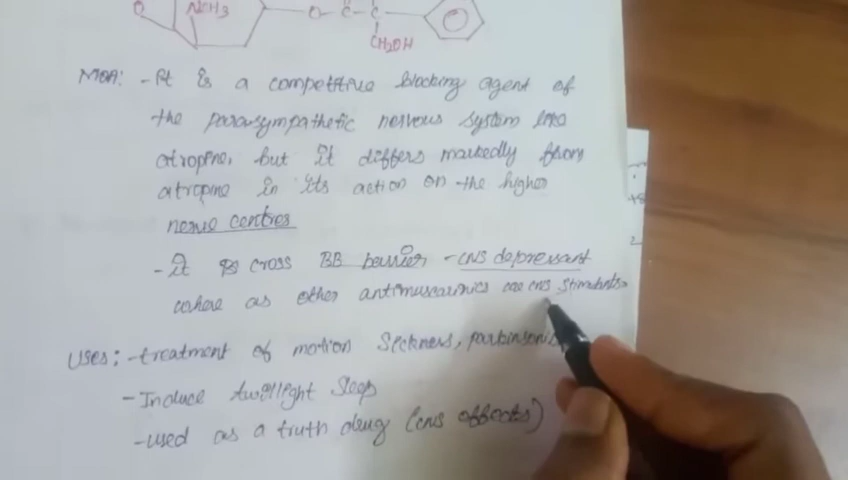 O NCH3 -O- C - C -
CH2OH
MOA: - It is a competitive blocking agent of
the parasympathetic nervous system like
atropine, but it differs markedly from
atropine in its action on the higher
nerve centres
- It cross BB barrier - CNS depressant
where as other antimuscarinics are CNS stimulants.
Uses: - treatment of motion sickness, parkinsonis
- Induce twilight sleep
- used as a truth drug (CNS effects)